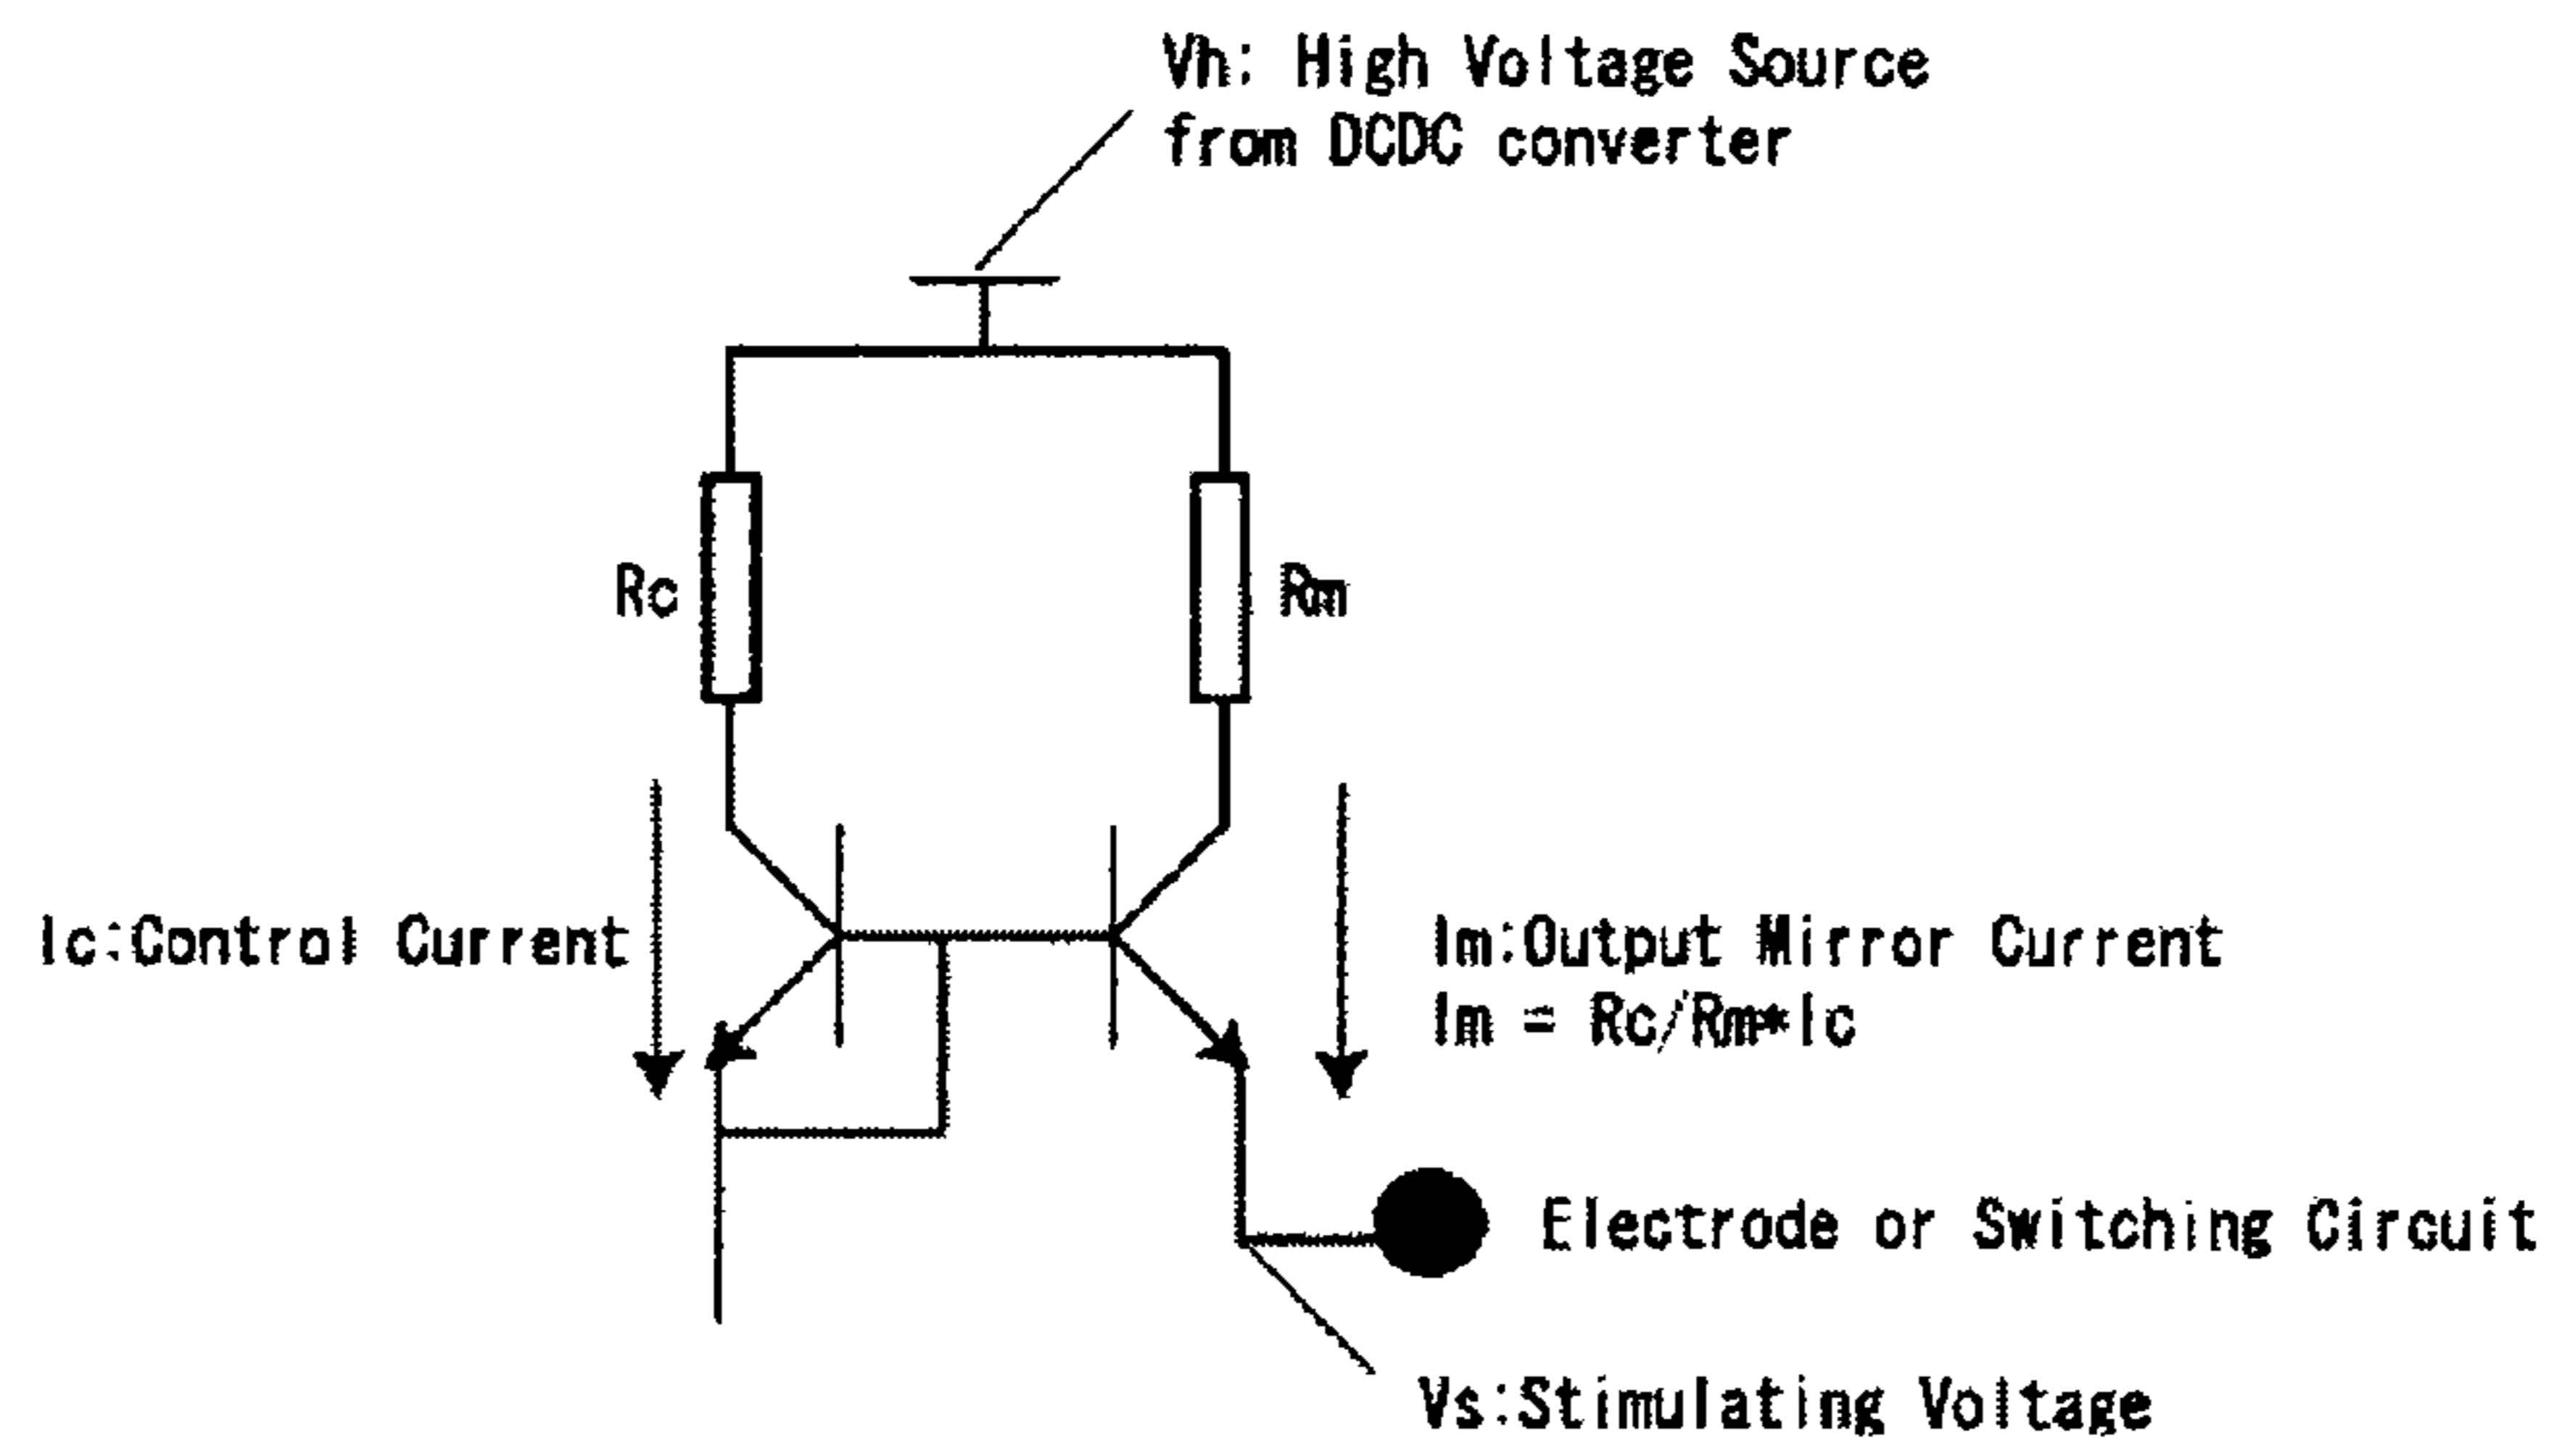 Vh: High Voltage Source
from DCDC converter
Rc
Rm
Ic:Control Current
Im:Output Mirror Current
Im = Rc/Rm*Ic
Electrode or Switching Circuit
Vs:Stimulating Voltage